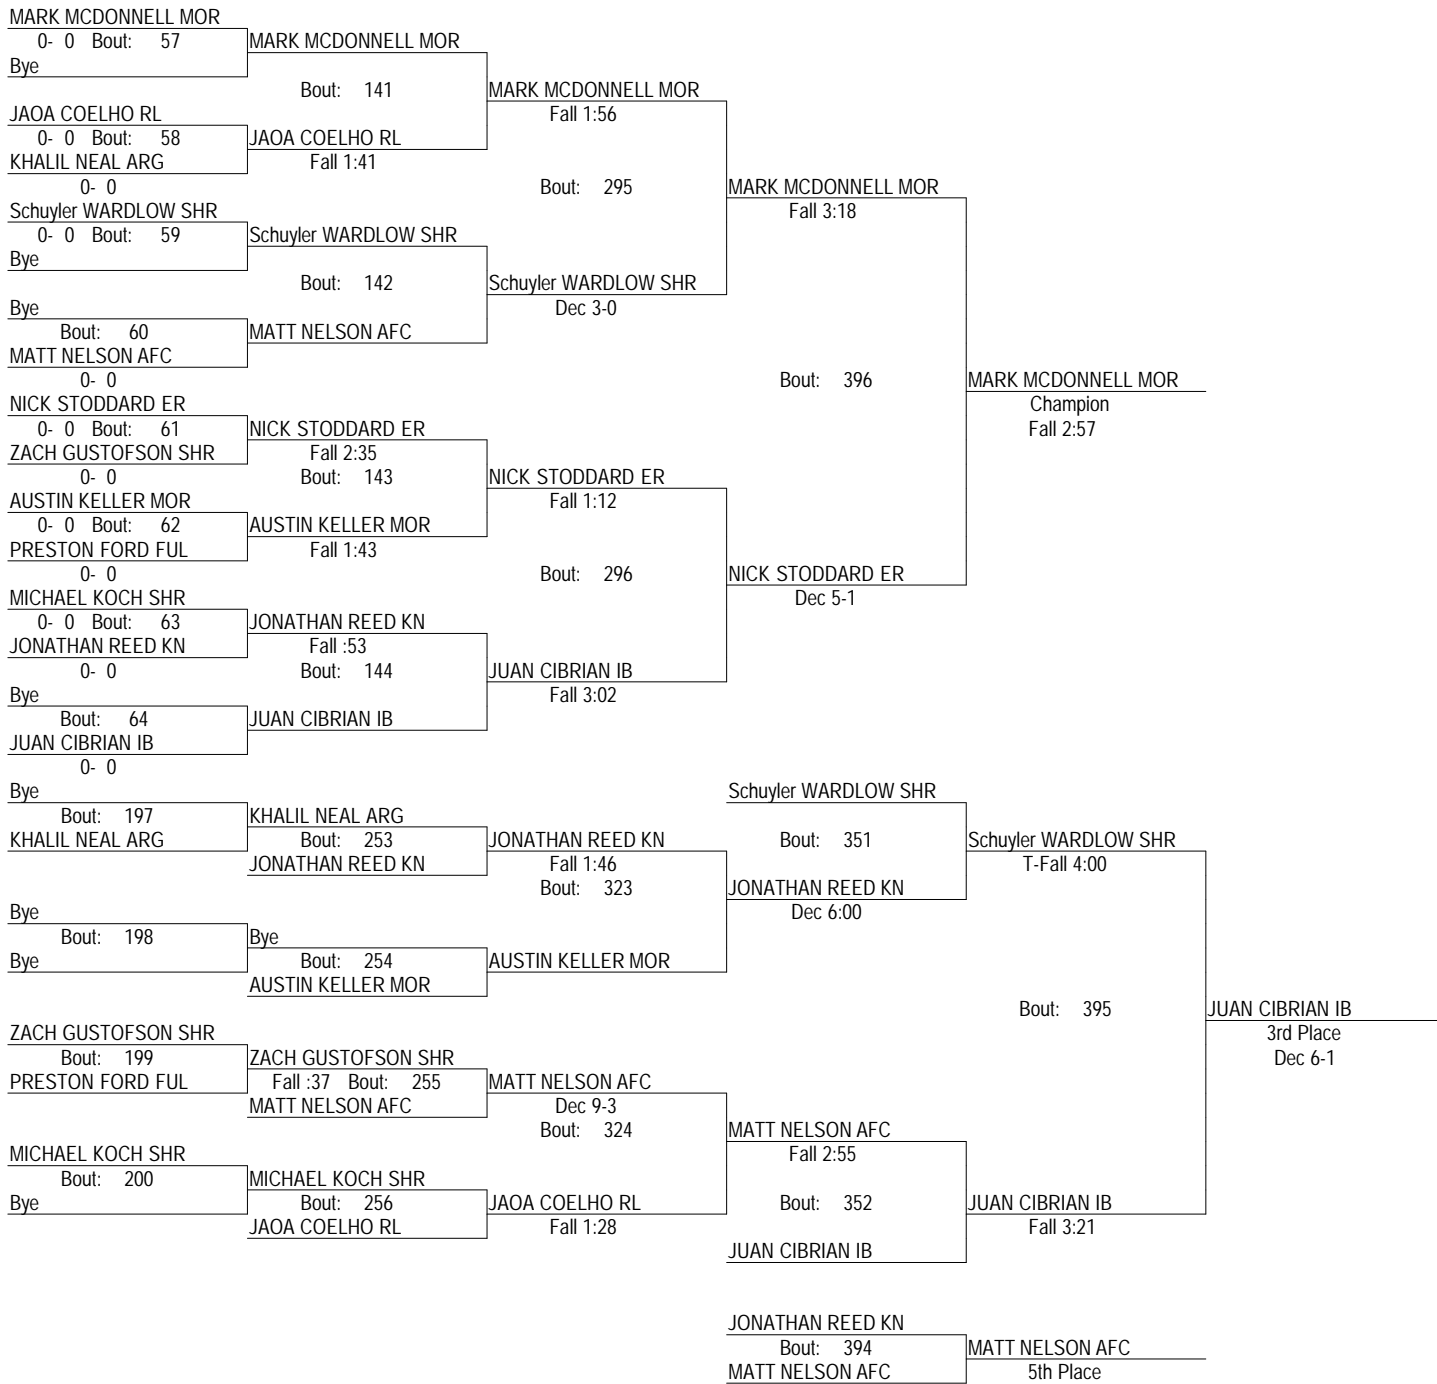 MARK MCDONNELL MOR
0- 0 Bout: 57
MARK MCDONNELL MOR
Bye
Bout: 141
MARK MCDONNELL MOR
JAOA COELHO RL
Fall 1:56
0- 0 Bout: 58
JAOA COELHO RL
KHALIL NEAL ARG
Fall 1:41
0- 0
Bout: 295
MARK MCDONNELL MOR
Schuyler WARDLOW SHR
Fall 3:18
0- 0 Bout: 59
Schuyler WARDLOW SHR
Bye
Bout: 142
Schuyler WARDLOW SHR
Bye
Dec 3-0
Bout: 60
MATT NELSON AFC
MATT NELSON AFC
0- 0
Bout: 396
MARK MCDONNELL MOR
NICK STODDARD ER
Champion
0- 0 Bout: 61
NICK STODDARD ER
Fall 2:57
ZACH GUSTOFSON SHR
Fall 2:35
0- 0
Bout: 143
NICK STODDARD ER
AUSTIN KELLER MOR
Fall 1:12
0- 0 Bout: 62
AUSTIN KELLER MOR
PRESTON FORD FUL
Fall 1:43
0- 0
Bout: 296
NICK STODDARD ER
MICHAEL KOCH SHR
Dec 5-1
0- 0 Bout: 63
JONATHAN REED KN
JONATHAN REED KN
Fall :53
0- 0
Bout: 144
JUAN CIBRIAN IB
Bye
Fall 3:02
Bout: 64
JUAN CIBRIAN IB
JUAN CIBRIAN IB
0- 0
Bye
Schuyler WARDLOW SHR
Bout: 197
KHALIL NEAL ARG
KHALIL NEAL ARG
Bout: 253
JONATHAN REED KN
Bout: 351
Schuyler WARDLOW SHR
JONATHAN REED KN
Fall 1:46
T-Fall 4:00
Bout: 323
JONATHAN REED KN
Bye
Dec 6:00
Bout: 198
Bye
Bye
Bout: 254
AUSTIN KELLER MOR
AUSTIN KELLER MOR
Bout: 395
JUAN CIBRIAN IB
ZACH GUSTOFSON SHR
3rd Place
Bout: 199
ZACH GUSTOFSON SHR
Dec 6-1
PRESTON FORD FUL
Fall :37 Bout: 255
MATT NELSON AFC
MATT NELSON AFC
Dec 9-3
Bout: 324
MATT NELSON AFC
MICHAEL KOCH SHR
Fall 2:55
Bout: 200
MICHAEL KOCH SHR
Bye
Bout: 256
JAOA COELHO RL
Bout: 352
JUAN CIBRIAN IB
JAOA COELHO RL
Fall 1:28
Fall 3:21
JUAN CIBRIAN IB
JONATHAN REED KN
Bout: 394
MATT NELSON AFC
MATT NELSON AFC
5th Place